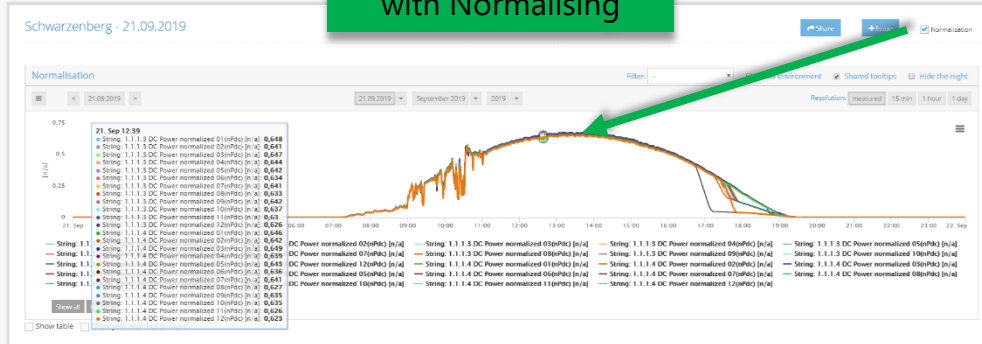 with Normalising
Schwarzenberg - 21.09.2019
Share
Normalization
Normalisation
Filter: -
environment
Shared tooltips
Hide the night
< 21.09.2019 >
21.09.2019
September 2019
2019
Resolution: measured 15 min 1 hour 1 day
0,75
0,5
0,25
0
[n/a]
21. Sep 12:39
String: 1.1.1.3 DC Power normalized 01(nPdc) [n/a]: 0,648
String: 1.1.1.3 DC Power normalized 02(nPdc) [n/a]: 0,641
String: 1.1.1.3 DC Power normalized 03(nPdc) [n/a]: 0,647
String: 1.1.1.3 DC Power normalized 04(nPdc) [n/a]: 0,644
String: 1.1.1.3 DC Power normalized 05(nPdc) [n/a]: 0,642
String: 1.1.1.3 DC Power normalized 06(nPdc) [n/a]: 0,634
String: 1.1.1.3 DC Power normalized 07(nPdc) [n/a]: 0,641
String: 1.1.1.3 DC Power normalized 08(nPdc) [n/a]: 0,633
String: 1.1.1.3 DC Power normalized 09(nPdc) [n/a]: 0,642
String: 1.1.1.3 DC Power normalized 10(nPdc) [n/a]: 0,637
String: 1.1.1.3 DC Power normalized 11(nPdc) [n/a]: 0,63
String: 1.1.1.3 DC Power normalized 12(nPdc) [n/a]: 0,626
String: 1.1.1.4 DC Power normalized 01(nPdc) [n/a]: 0,646
String: 1.1.1.4 DC Power normalized 02(nPdc) [n/a]: 0,642
String: 1.1.1.4 DC Power normalized 03(nPdc) [n/a]: 0,649
String: 1.1.1.4 DC Power normalized 04(nPdc) [n/a]: 0,639
String: 1.1.1.4 DC Power normalized 05(nPdc) [n/a]: 0,645
String: 1.1.1.4 DC Power normalized 06(nPdc) [n/a]: 0,636
String: 1.1.1.4 DC Power normalized 07(nPdc) [n/a]: 0,641
String: 1.1.1.4 DC Power normalized 08(nPdc) [n/a]: 0,627
String: 1.1.1.4 DC Power normalized 09(nPdc) [n/a]: 0,635
String: 1.1.1.4 DC Power normalized 10(nPdc) [n/a]: 0,635
String: 1.1.1.4 DC Power normalized 11(nPdc) [n/a]: 0,626
String: 1.1.1.4 DC Power normalized 12(nPdc) [n/a]: 0,623
21. Sep 06:00 07:00 08:00 09:00 10:00 11:00 12:00 13:00 14:00 15:00 16:00 17:00 18:00 19:00 20:00 21:00 22:00 23:00 22. Sep
String: 1.1. DC Power normalized 02(nPdc) [n/a] String: 1.1.1.3 DC Power normalized 03(nPdc) [n/a] String: 1.1.1.3 DC Power normalized 04(nPdc) [n/a] String: 1.1.1.3 DC Power normalized 05(nPdc) [n/a]
String: 1.1. DC Power normalized 07(nPdc) [n/a] String: 1.1.1.3 DC Power normalized 08(nPdc) [n/a] String: 1.1.1.3 DC Power normalized 09(nPdc) [n/a] String: 1.1.1.3 DC Power normalized 10(nPdc) [n/a]
String: 1.1. DC Power normalized 12(nPdc) [n/a] String: 1.1.1.4 DC Power normalized 01(nPdc) [n/a] String: 1.1.1.4 DC Power normalized 02(nPdc) [n/a] String: 1.1.1.4 DC Power normalized 03(nPdc) [n/a]
String: 1.1. DC Power normalized 05(nPdc) [n/a] String: 1.1.1.4 DC Power normalized 06(nPdc) [n/a] String: 1.1.1.4 DC Power normalized 07(nPdc) [n/a] String: 1.1.1.4 DC Power normalized 08(nPdc) [n/a]
String: 1.1. DC Power normalized 10(nPdc) [n/a] String: 1.1.1.4 DC Power normalized 11(nPdc) [n/a] String: 1.1.1.4 DC Power normalized 12(nPdc) [n/a]
Show all
Show table